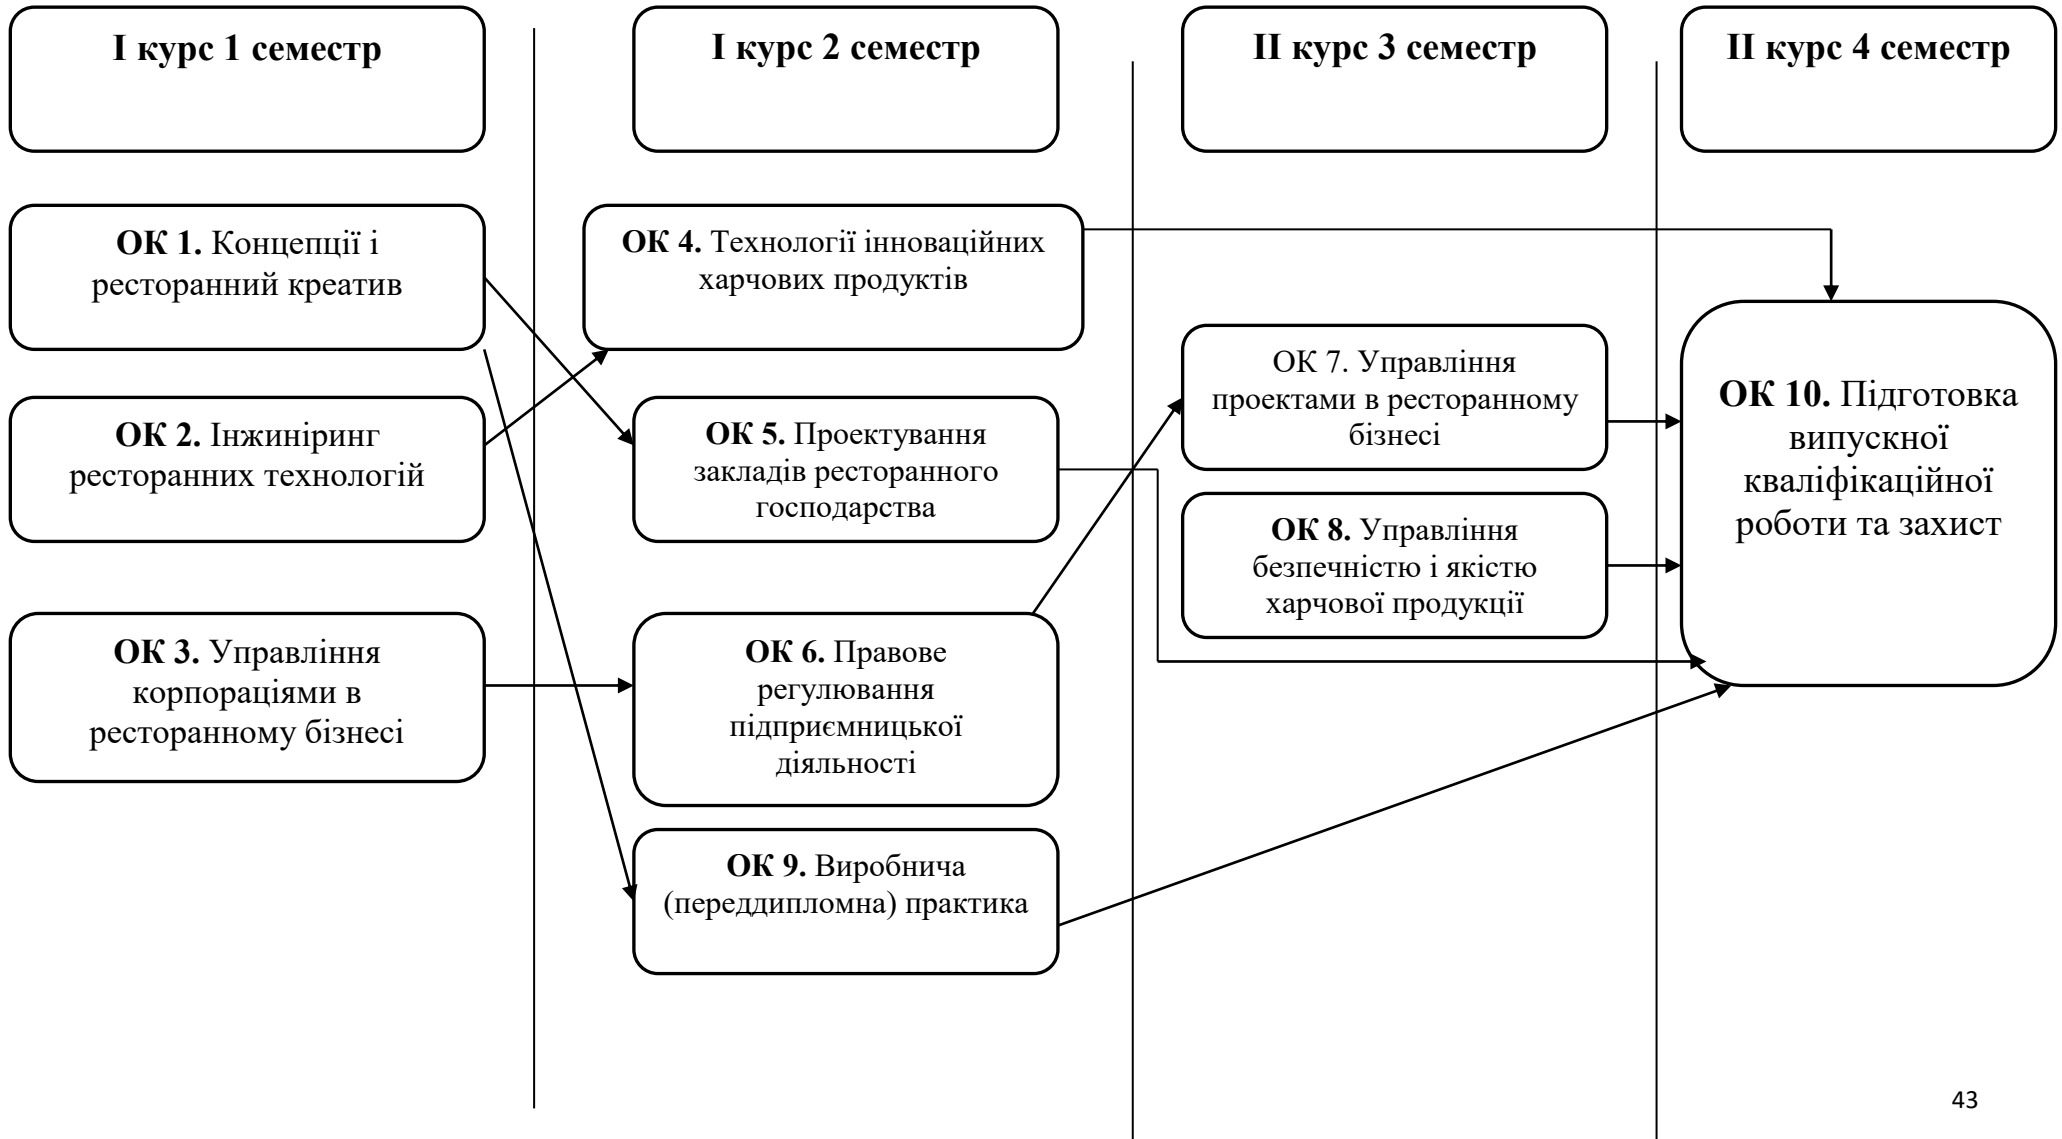 І курс 1 семестр
І курс 2 семестр
ІІ курс 3 семестр
ІІ курс 4 семестр
ОК 1. Концепції і
ресторанний креатив
ОК 2. Інжиніринг
ресторанних технологій
ОК 3. Управління
корпораціями в
ресторанному бізнесі
ОК 4. Технології інноваційних
харчових продуктів
ОК 5. Проектування
закладів ресторанного
господарства
ОК 6. Правове
регулювання
підприємницької
діяльності
ОК 9. Виробнича
(переддипломна) практика
ОК 7. Управління
проектами в ресторанному
бізнесі
ОК 8. Управління
безпечністю і якістю
харчової продукції
ОК 10. Підготовка
випускної
кваліфікаційної
роботи та захист
43